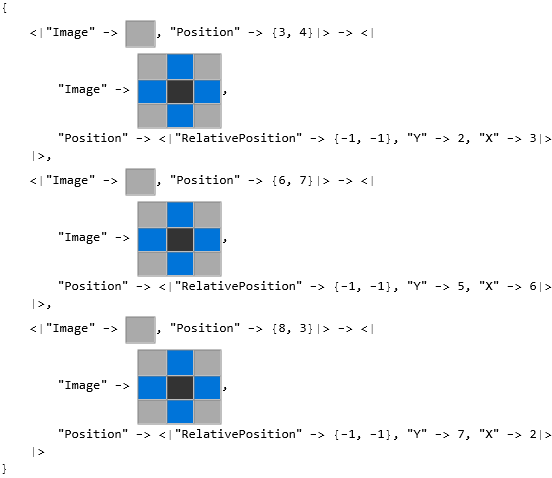 {
<|"Image" -> , "Position" -> {3, 4}|> -> <|
"Image" -> ,
"Position" -> <|"RelativePosition" -> {-1, -1}, "Y" -> 2, "X" -> 3|>
|>,
<|"Image" -> , "Position" -> {6, 7}|> -> <|
"Image" -> ,
"Position" -> <|"RelativePosition" -> {-1, -1}, "Y" -> 5, "X" -> 6|>
|>,
<|"Image" -> , "Position" -> {8, 3}|> -> <|
"Image" -> ,
"Position" -> <|"RelativePosition" -> {-1, -1}, "Y" -> 7, "X" -> 2|>
|>
}